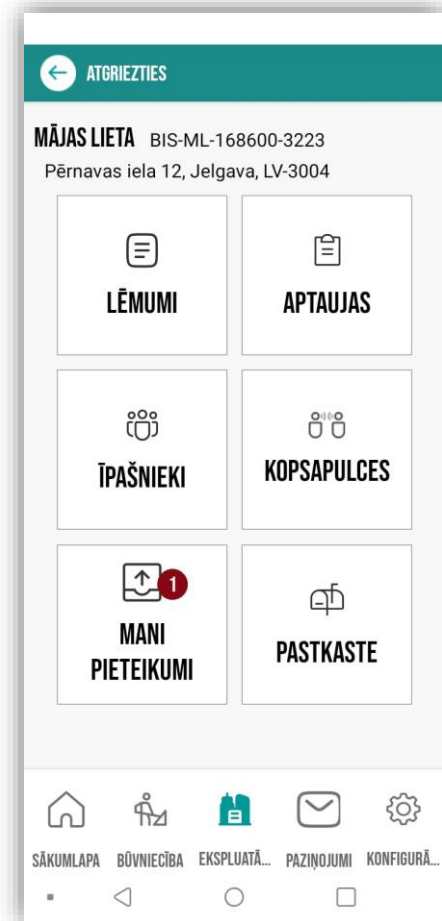 ATGRIEZTIES
MĀJAS LIETA BIS-ML-168600-3223
Pērnavas iela 12, Jelgava, LV-3004
LĒMUMI
APTAUJAS
ĪPAŠNIEKI
KOPSAPULCES
1
MANI
PIETEIKUMI
PASTKASTE
SĀKUMLAPA BŪVNIECĪBA EKSPLUATĀ... PAZIŅOJUMI KONFIGURĀ...